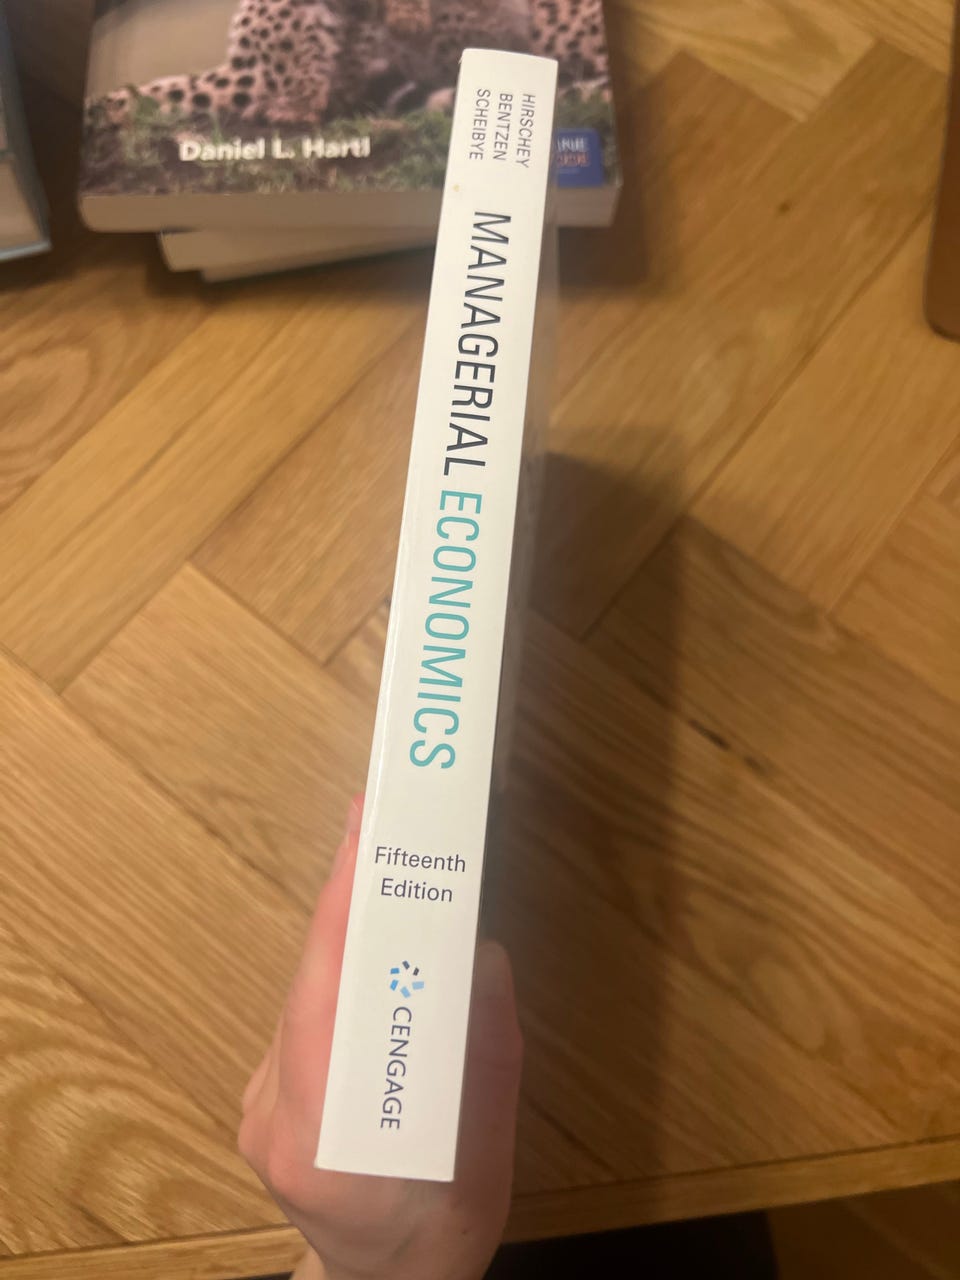 HIRSCHEY
BENTZEN
SCHEIBYE
MANAGERIAL ECONOMICS
Fifteenth
Edition
CENGAGE
Daniel L. Hartl